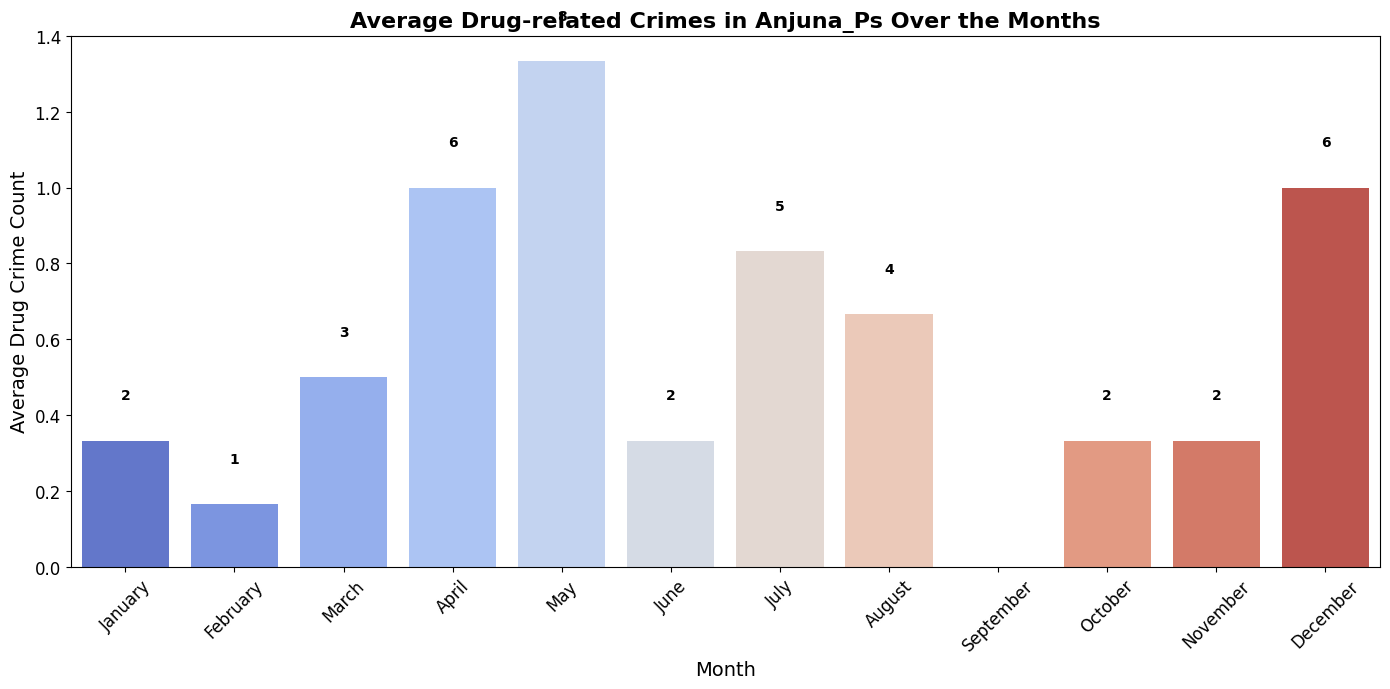 Average Drug-related Crimes in Anjuna_Ps Over the Months
Average Drug Crime Count
1.4
1.2
1.0
0.8
0.6
0.4
0.2
0.0
2
1
3
6
2
5
4
2
2
6
January
February
March
April
May
June
July
August
September
October
November
December
Month